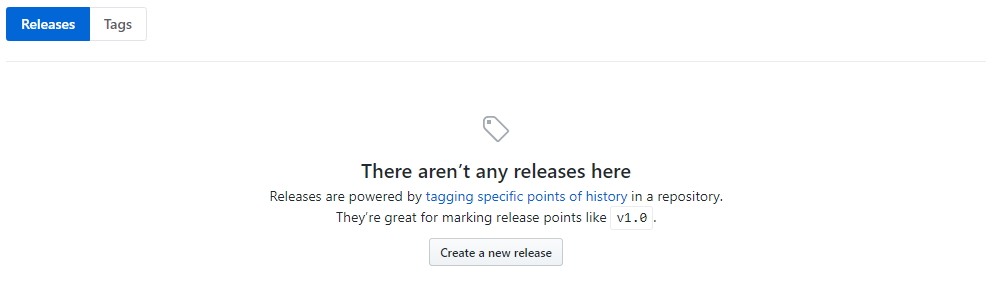 Releases Tags
There aren’t any releases here
Releases are powered by tagging specific points of history in a repository.
They’re great for marking release points like v1.0.
Create a new release